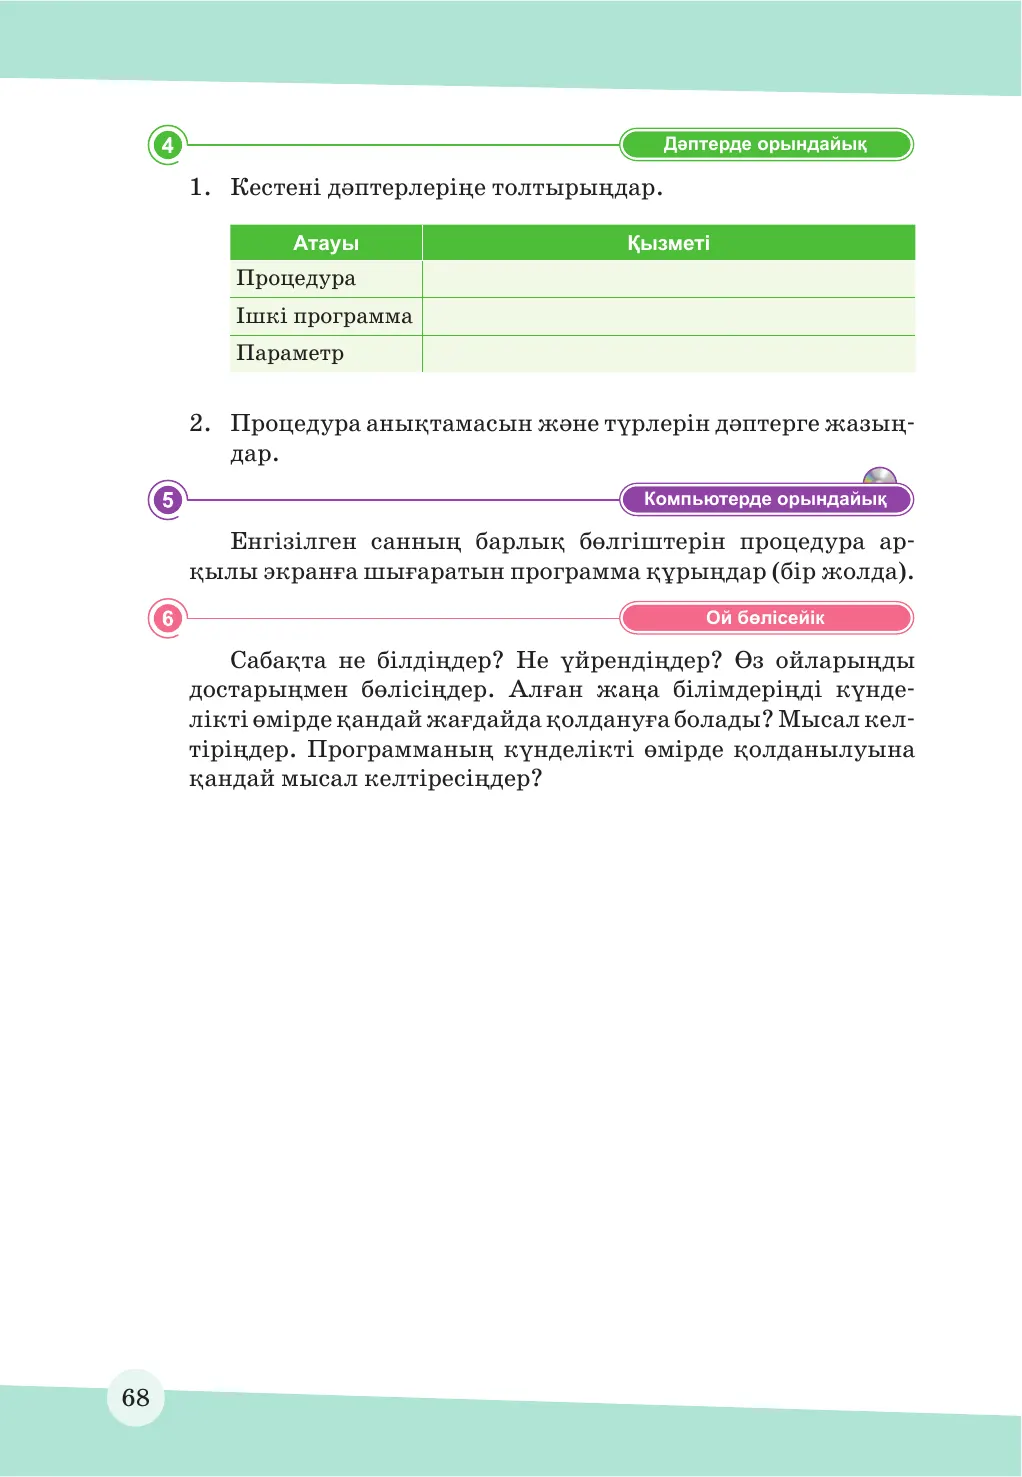 4
Дәптерде орындайық
1. Кестені дәптерлеріңе толтырыңдар.
Атауы Қызметі
Процедура
Ішкі программа
Параметр
2. Процедура анықтамасын және түрлерін дәптерге жазың-
дар.
5
Компьютерде орындайық
Енгізілген санның барлық бөлгіштерін процедура ар-
қылы экранға шығаратын программа құрыңдар (бір жолда).
6
Ой бөлісейік
Сабақта не білдіңдер? Не үйрендіңдер? Өз ойларыңды
достарыңмен бөлісіңдер. Алған жаңа білімдеріңді күнде-
лікті өмірде қандай жағдайда қолдануға болады? Мысал кел-
тіріңдер. Программаның күнделікті өмірде қолданылуына
қандай мысал келтіресіңдер?
68